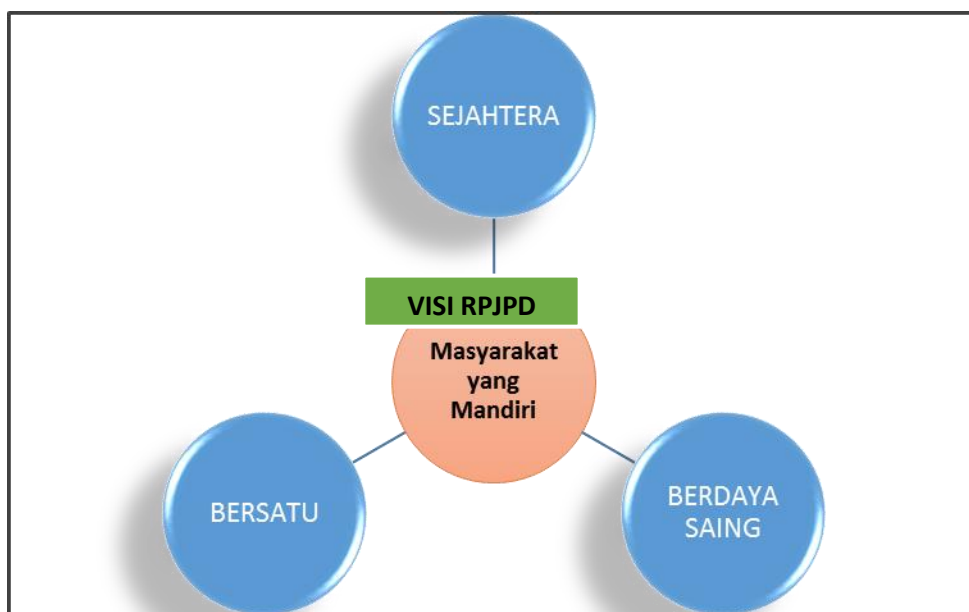 SEJAHTERA
VISI RPJPD
Masyarakat
yang
Mandiri
BERSATU
BERDAYA
SAING